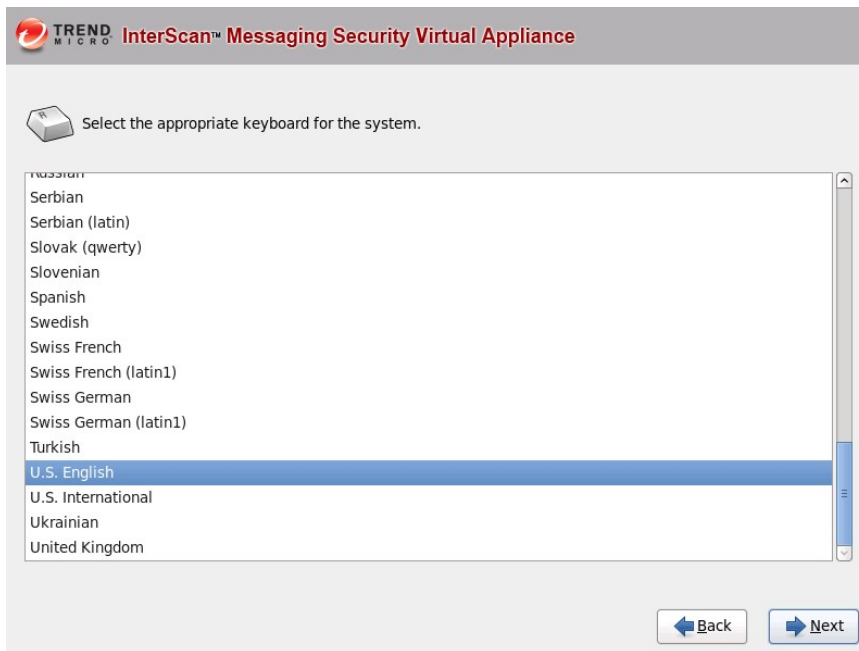 TREND MICRO InterScan™ Messaging Security Virtual Appliance
R
Select the appropriate keyboard for the system.
Russian
Serbian
Serbian (latin)
Slovak (qwerty)
Slovenian
Spanish
Swedish
Swiss French
Swiss French (latin1)
Swiss German
Swiss German (latin1)
Turkish
U.S. English
U.S. International
Ukrainian
United Kingdom
Back Next